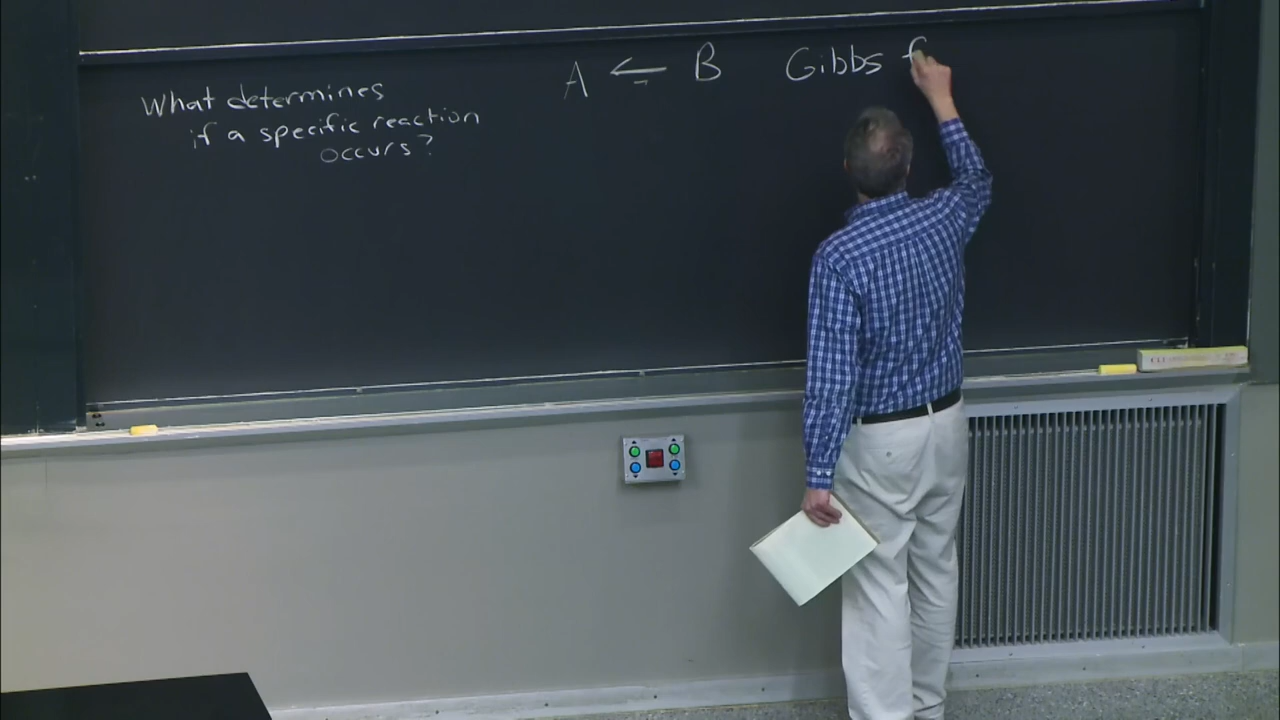 What determines
if a specific reaction
occurs?
A ← B Gibbs f